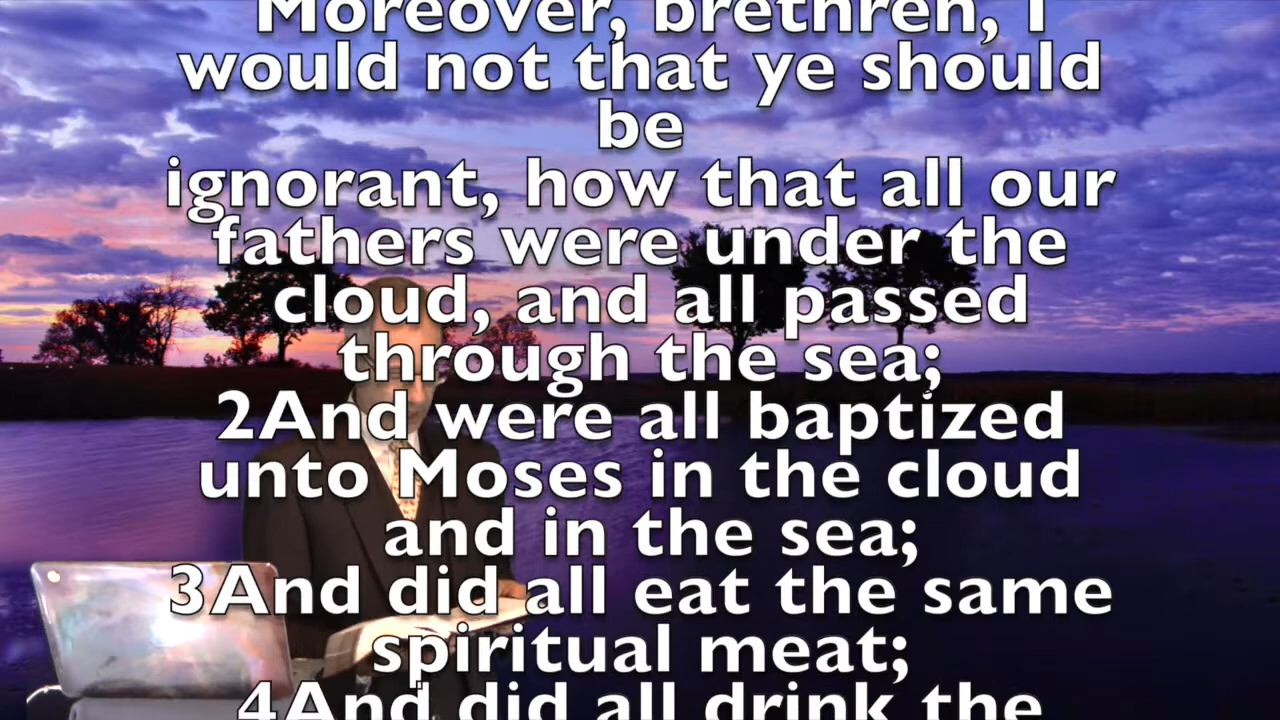 Moreover, brethren, I
would not that ye should
be
ignorant, how that all our
fathers were under the
cloud, and all passed
through the sea;
2And were all baptized
unto Moses in the cloud
and in the sea;
3And did all eat the same
spiritual meat;
4And did all drink the